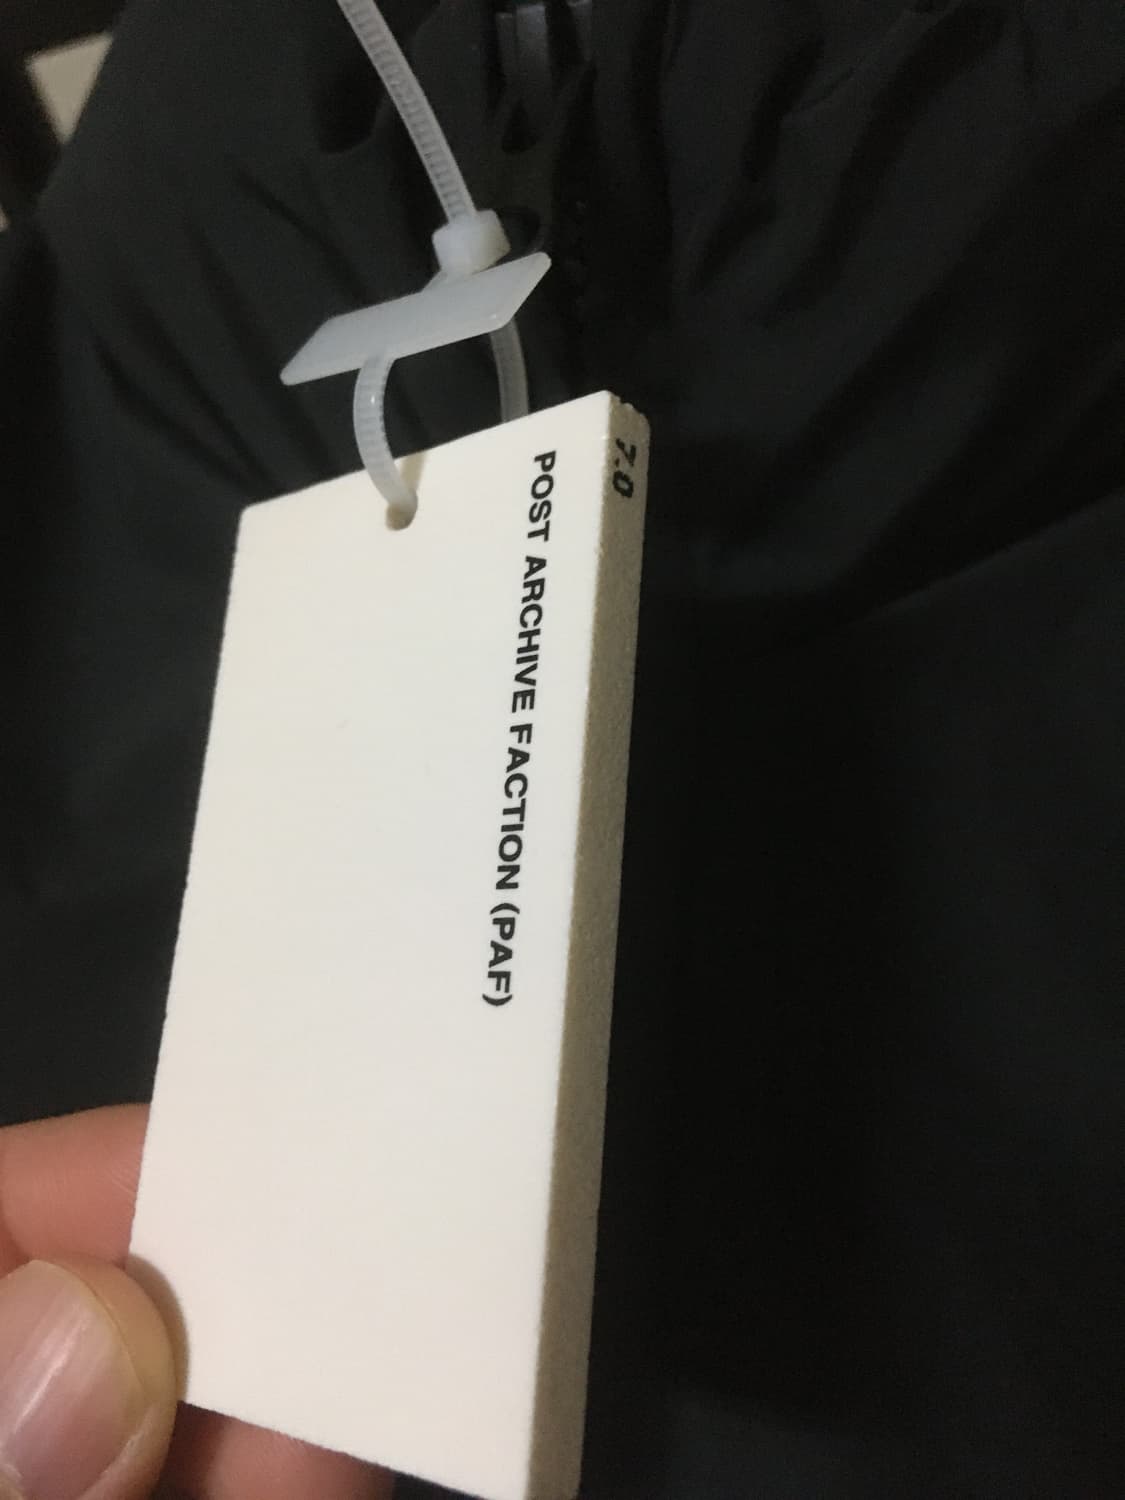 POST ARCHIVE FACTION (PAF)
7.0